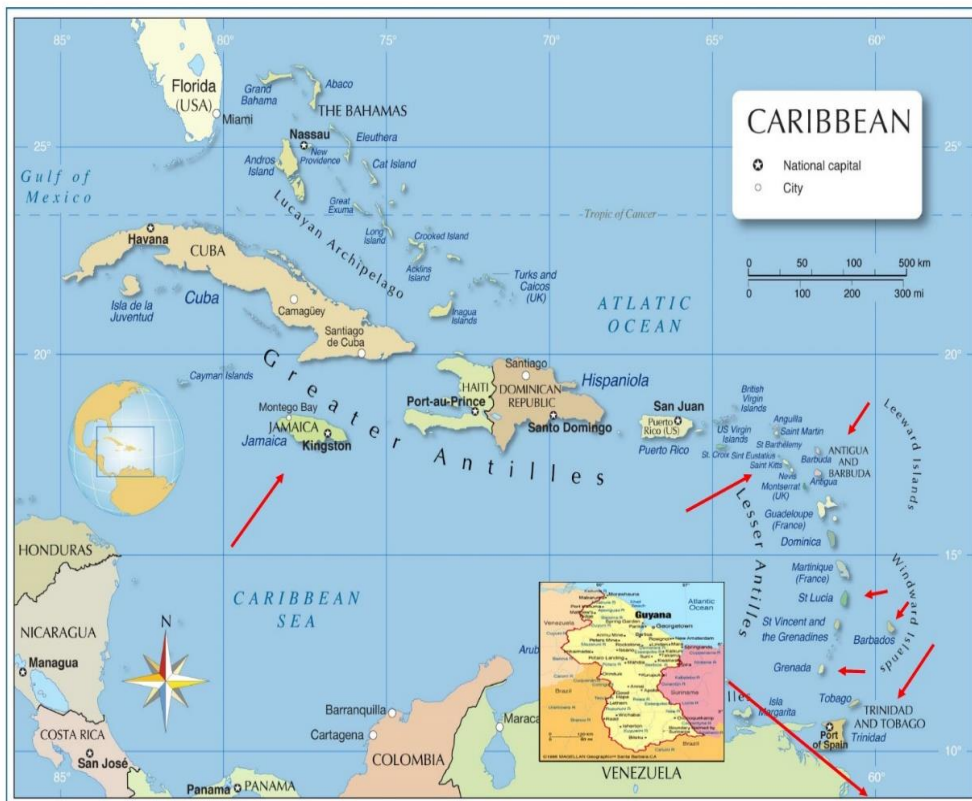 85°
80°
75°
70°
65°
60°
Florida
(USA)
Miami
Grand
Bahama
Abaco
THE BAHAMAS
Nassau
New
Providence
Eleuthera
Andros
Island
Cat Island
25°
25°
Gulf of
Mexico
Great
Exuma
Long
Island
Crooked Island
Acklins
Island
Lucayan Archipelago
Tropic of Cancer
CARIBBEAN
National capital
City
0 50 100 500 km
0 50 100 300 mi
Havana
CUBA
Cuba
Isla de la
Juventud
Camagüey
Santiago
de Cuba
Turks and
Caicos
(UK)
Inagua
Islands
ATLATIC
OCEAN
20°
20°
Cayman Islands
Greater Antilles
Montego Bay
JAMAICA
Jamaica
Kingston
HAITI
Port-au-Prince
Santiago
DOMINICAN
REPUBLIC
Hispaniola
Santo Domingo
San Juan
Puerto
Rico (US)
Puerto Rico
British
Virgin
Islands
US Virgin
Islands
St. Croix
Anguilla
Saint Martin
St Barthélemy
Sint Eustatius
Saint Kitts
Nevis
Barbuda
Antigua
ANTIGUA
AND
BARBUDA
Montserrat
(UK)
Guadeloupe
(France)
Dominica
Leeward Islands
Lesser Antilles
Martinique
(France)
St Lucia
St Vincent and
the Grenadines
Barbados
Windward Islands
Grenada
Tobago
TRINIDAD
AND TOBAGO
Port
of Spain
Trinidad
Isla
Margarita
15°
15°
HONDURAS
NICARAGUA
Managua
COSTA RICA
San José
Panama
PANAMA
CARIBBEAN
SEA
N
Barranquilla
Cartagena
COLOMBIA
VENEZUELA
10°
10°
85°
80°
75°
60°
Guyana
Atlantic
Ocean
Venezuela
Georgetown
Brazil
Suriname
Brazil